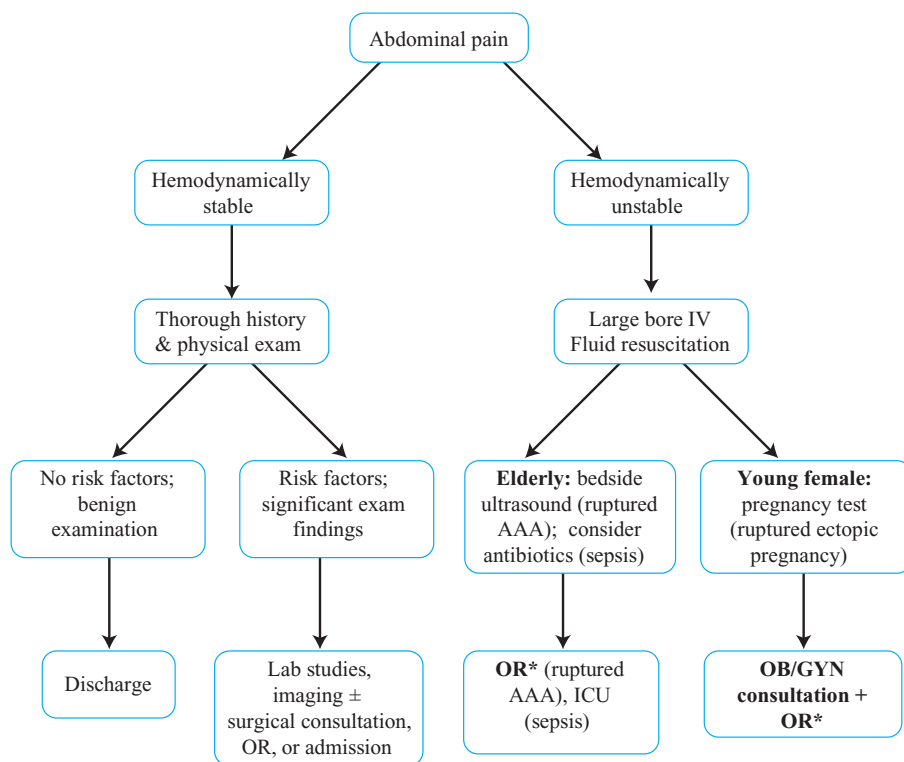 Abdominal pain
Hemodynamically
stable
Hemodynamically
unstable
Thorough history
& physical exam
Large bore IV
Fluid resuscitation
No risk factors;
benign
examination
Risk factors;
significant exam
findings
Elderly: bedside
ultrasound (ruptured
AAA); consider
antibiotics (sepsis)
Young female:
pregnancy test
(ruptured ectopic
pregnancy)
Discharge
Lab studies,
imaging ±
surgical consultation,
OR, or admission
OR* (ruptured
AAA), ICU
(sepsis)
OB/GYN
consultation +
OR*